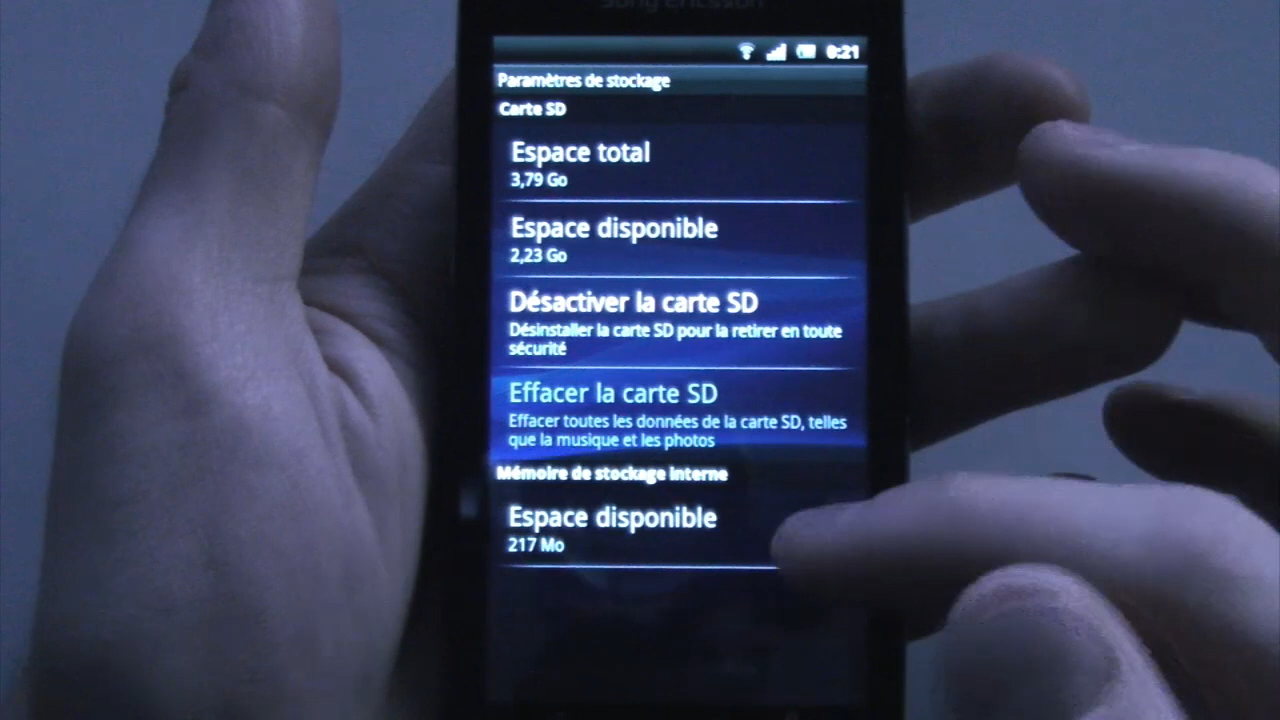 Sony Ericsson
0:21
Paramètres de stockage
Carte SD
Espace total
3,79 Go
Espace disponible
2,23 Go
Désactiver la carte SD
Désinstaller la carte SD pour la retirer en toute
sécurité
Effacer la carte SD
Effacer toutes les données de la carte SD, telles
que la musique et les photos
Mémoire de stockage interne
Espace disponible
217 Mo